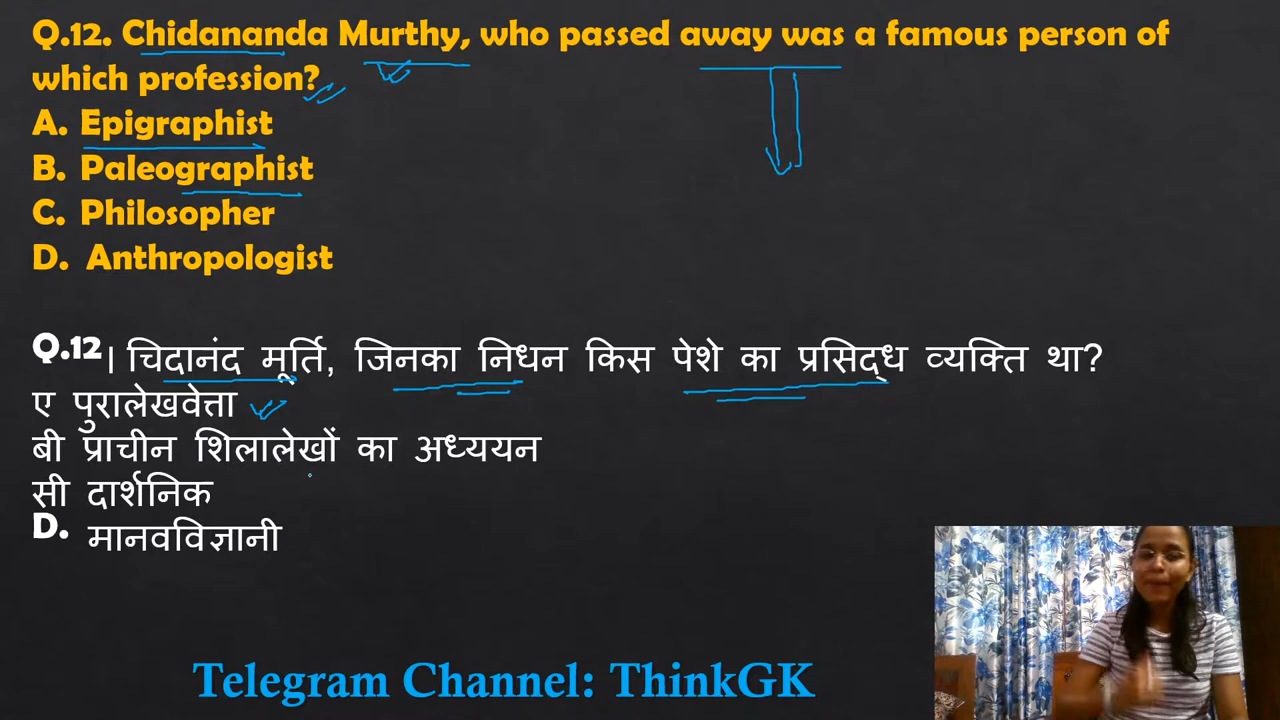 Q.12. Chidananda Murthy, who passed away was a famous person of
which profession?
A. Epigraphist
B. Paleographist
C. Philosopher
D. Anthropologist
Q.12| चिदानंद मूर्ति, जिनका निधन किस पेशे का प्रसिद्ध व्यक्ति था?
ए पुरालेखवेत्ता
बी प्राचीन शिलालेखों का अध्ययन
सी दार्शनिक
D. मानवविज्ञानी
Telegram Channel: ThinkGK